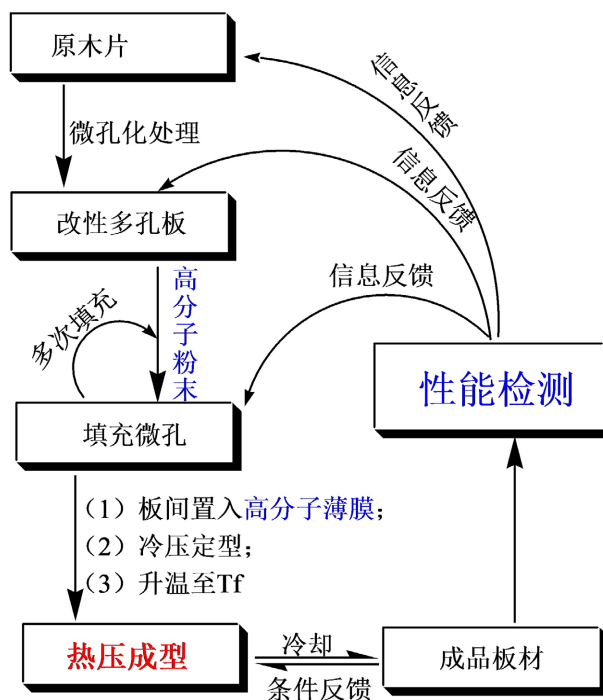 原木片
微孔化处理
信息反馈
信息反馈
改性多孔板
信息反馈
高分子粉末
多次填充
性能检测
填充微孔
（1）板间置入高分子薄膜；
（2）冷压定型；
（3）升温至Tf
热压成型
冷却
条件反馈
成品板材